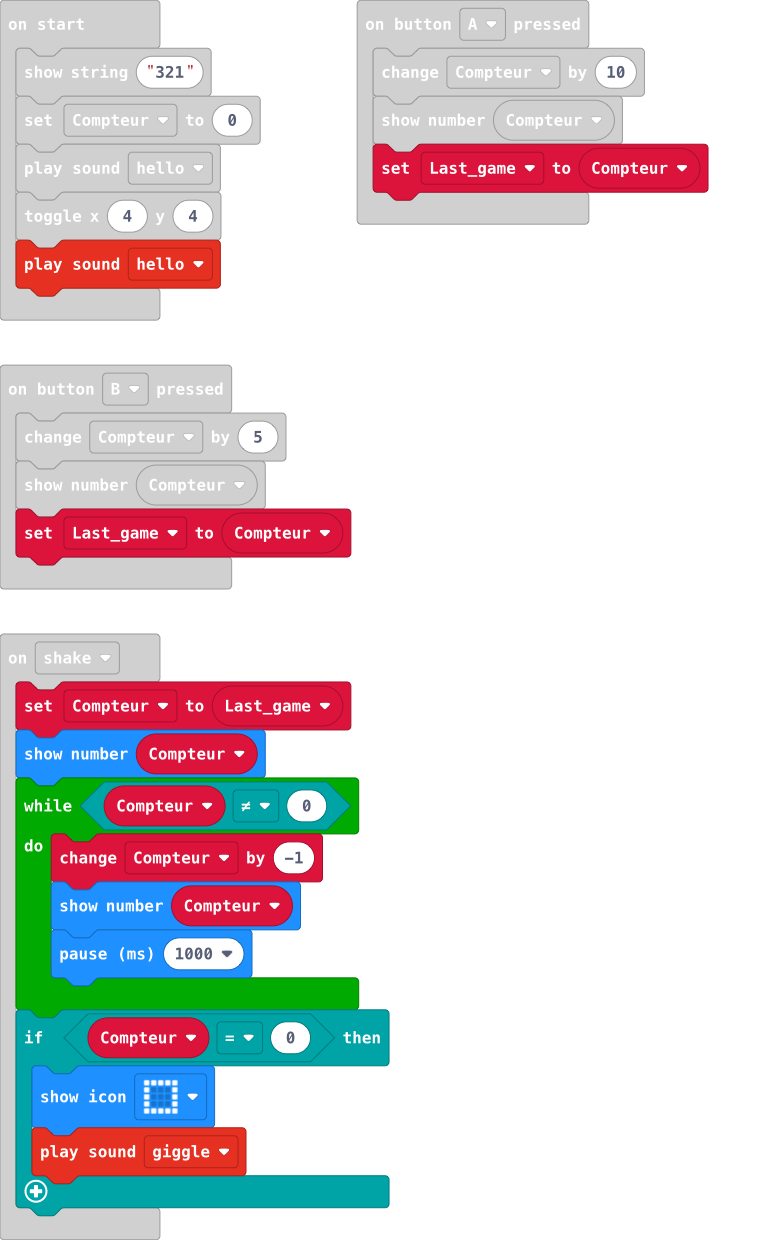 on start
show string "321"
set Compteur to 0
play sound hello
toggle x 4 y 4
play sound hello
on button A pressed
change Compteur by 10
show number Compteur
set Last_game to Compteur
on button B pressed
change Compteur by 5
show number Compteur
set Last_game to Compteur
on shake
set Compteur to Last_game
show number Compteur
while Compteur ≠ 0
do
change Compteur by -1
show number Compteur
pause (ms) 1000
if Compteur = 0 then
show icon
play sound giggle